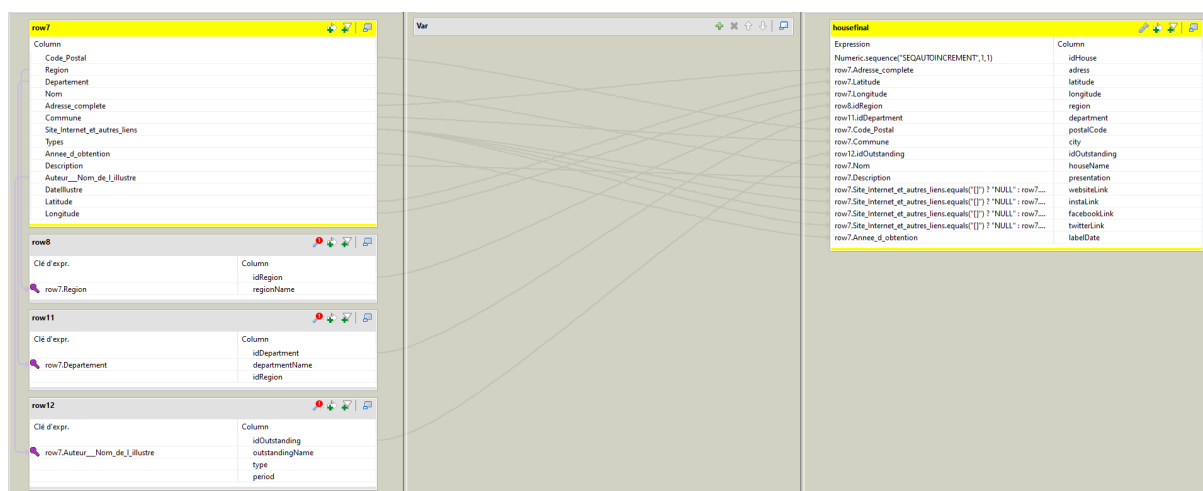 row7
Column
Code_Postal
Region
Departement
Nom
Adresse_complete
Commune
Site_Internet_et_autres_liens
Types
Annee_d_obtention
Description
Auteur___Nom_de_l_illustre
DateIllustre
Latitude
Longitude
row8
Clé d'expr. Column
idRegion
row7.Region regionName
row11
Clé d'expr. Column
idDepartment
row7.Departement departmentName
idRegion
row12
Clé d'expr. Column
idOutstanding
row7.Auteur___Nom_de_l_illustre outstandingName
type
period
Var
housefinal
Expression Column
Numeric.sequence("SEQAUTOINCREMENT",1,1) idHouse
row7.Adresse_complete adress
row7.Latitude latitude
row7.Longitude longitude
row8.idRegion region
row11.idDepartment department
row7.Code_Postal postalCode
row7.Commune city
row12.idOutstanding idOutstanding
row7.Nom houseName
row7.Description presentation
row7.Site_Internet_et_autres_liens.equals("[]") ? "NULL" : row7.... websiteLink
row7.Site_Internet_et_autres_liens.equals("[]") ? "NULL" : row7.... instaLink
row7.Site_Internet_et_autres_liens.equals("[]") ? "NULL" : row7.... facebookLink
row7.Site_Internet_et_autres_liens.equals("[]") ? "NULL" : row7.... twitterLink
row7.Annee_d_obtention labelDate